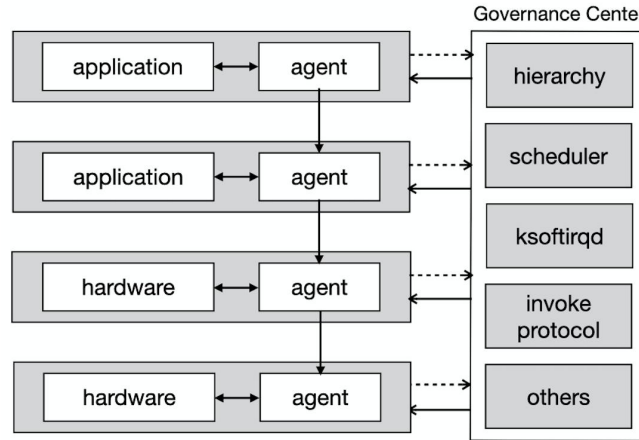 Governance Cente
application
agent
hierarchy
application
agent
scheduler
ksoftirqd
hardware
agent
invoke
protocol
hardware
agent
others